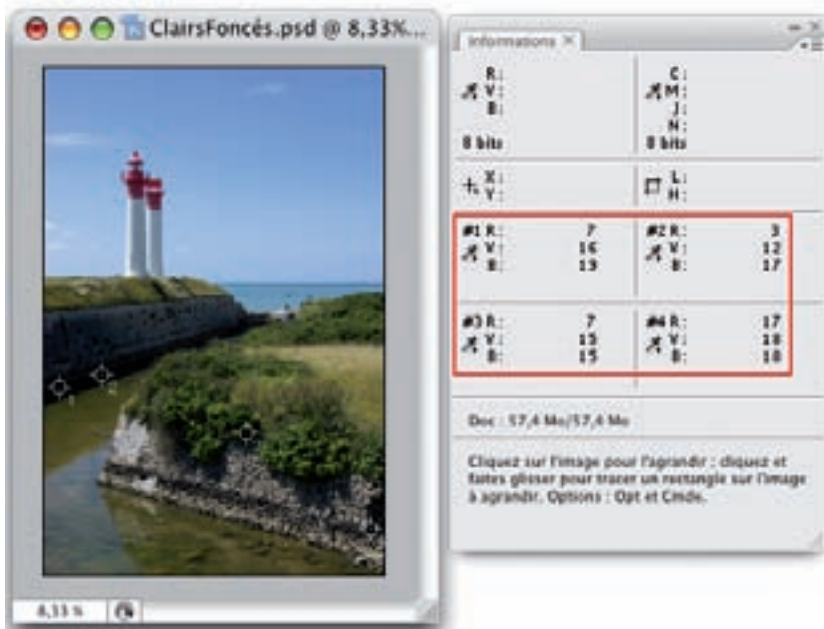 ClairsFoncés.psd @ 8,33%...
8,33 %
Informations
R:
V:
B:
8 bits
C:
M:
J:
N:
8 bits
X:
Y:
L:
H:
#1 R: 7
V: 16
B: 19
#2 R: 3
V: 12
B: 17
#3 R: 7
V: 15
B: 15
#4 R: 17
V: 18
B: 18
Doc : 57,4 Mo/57,4 Mo
Cliquez sur l'image pour l'agrandir ; cliquez et
faites glisser pour tracer un rectangle sur l'image
à agrandir. Options : Opt et Cmde.